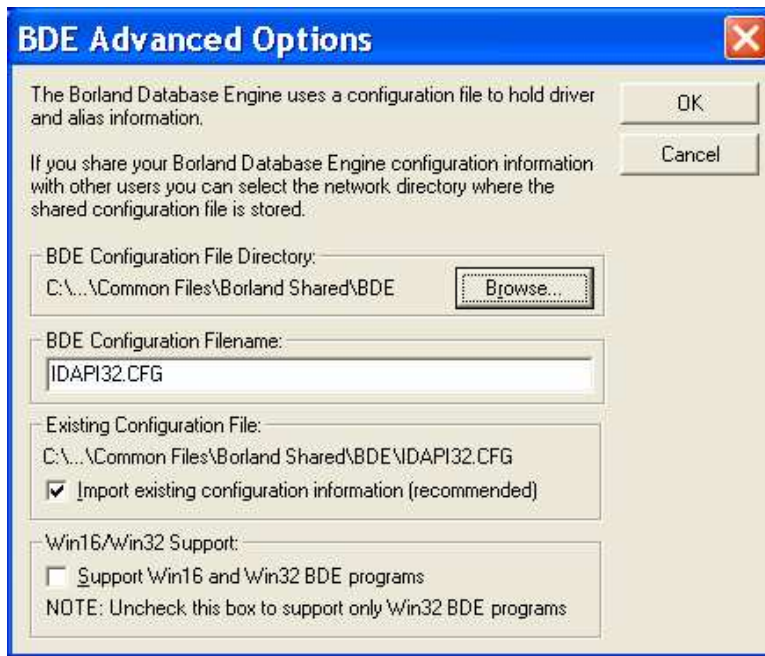 BDE Advanced Options
The Borland Database Engine uses a configuration file to hold driver
and alias information.
OK
Cancel
If you share your Borland Database Engine configuration information
with other users you can select the network directory where the
shared configuration file is stored.
BDE Configuration File Directory:
C:\...\Common Files\Borland Shared\BDE
Browse...
BDE Configuration Filename:
IDAPI32.CFG
Existing Configuration File:
C:\...\Common Files\Borland Shared\BDE\IDAPI32.CFG
Import existing configuration information (recommended)
Win16/Win32 Support:
Support Win16 and Win32 BDE programs
NOTE: Uncheck this box to support only Win32 BDE programs